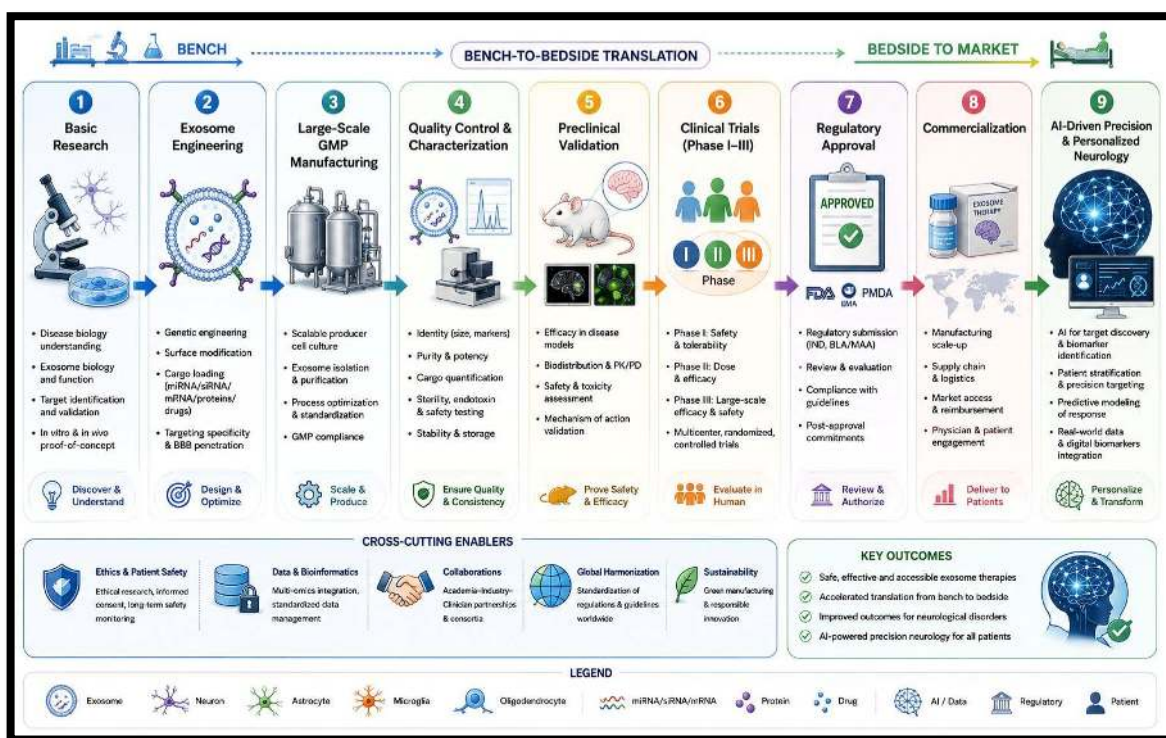 BENCH
BENCH-TO-BEDSIDE TRANSLATION
BEDSIDE TO MARKET
1
Basic
Research
• Disease biology
understanding
• Exosome biology
and function
• Target identification
and validation
• In vitro & in vivo
proof-of-concept
Discover &
Understand
2
Exosome
Engineering
• Genetic engineering
• Surface modification
• Cargo loading
(miRNA/siRNA/
mRNA/proteins/
drugs)
• Targeting specificity
& BBB penetration
Design &
Optimize
3
Large-Scale
GMP
Manufacturing
• Scalable producer
cell culture
• Exosome isolation
& purification
• Process optimization
& standardization
• GMP compliance
Scale &
Produce
4
Quality Control &
Characterization
• Identity (size, markers)
• Purity & potency
• Cargo quantification
• Sterility, endotoxin
& safety testing
• Stability & storage
Ensure Quality
& Consistency
5
Preclinical
Validation
• Efficacy in disease
models
• Biodistribution & PK/PD
• Safety & toxicity
assessment
• Mechanism of action
validation
Prove Safety
& Efficacy
6
Clinical Trials
(Phase I–III)
I II III
Phase
• Phase I: Safety
& tolerability
• Phase II: Dose
& efficacy
• Phase III: Large-scale
efficacy & safety
• Multicenter, randomized,
controlled trials
Evaluate in
Human
7
Regulatory
Approval
APPROVED
FDA EMA PMDA
• Regulatory submission
(IND, BLA/MAA)
• Review & evaluation
• Compliance with
guidelines
• Post-approval
commitments
Review &
Authorize
8
Commercialization
EXOSOME
THERAPY
• Manufacturing
scale-up
• Supply chain
& logistics
• Market access
& reimbursement
• Physician & patient
engagement
Deliver to
Patients
9
AI-Driven Precision
& Personalized
Neurology
• AI for target discovery
& biomarker
identification
• Patient stratification
& precision targeting
• Predictive modeling
of response
• Real-world data
& digital biomarkers
integration
Personalize
& Transform
CROSS-CUTTING ENABLERS
Ethics & Patient Safety
Ethical research, informed
consent, long-term safety
monitoring
Data & Bioinformatics
Multi-omics integration,
standardized data
management
Collaborations
Academia-Industry-
Clinician partnerships
& consortia
Global Harmonization
Standardization of
regulations & guidelines
worldwide
Sustainability
Green manufacturing
& responsible
innovation
KEY OUTCOMES
Safe, effective and accessible exosome therapies
Accelerated translation from bench to bedside
Improved outcomes for neurological disorders
AI-powered precision neurology for all patients
LEGEND
Exosome
Neuron
Astrocyte
Microglia
Oligodendrocyte
miRNA/siRNA/mRNA
Protein
Drug
AI / Data
Regulatory
Patient